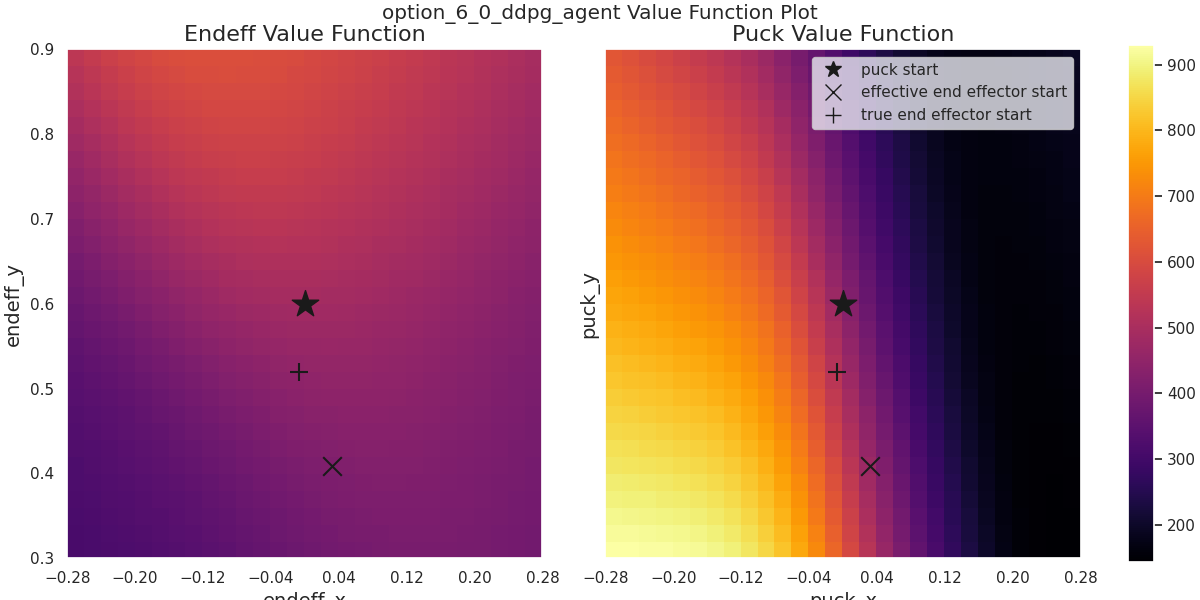 option_6_0_ddpg_agent Value Function Plot
Endeff Value Function
Puck Value Function
0.9
0.8
0.7
0.6
0.5
0.4
0.3
endeff_y
−0.28 −0.20 −0.12 −0.04 0.04 0.12 0.20 0.28
endeff_x
puck start
effective end effector start
true end effector start
puck_y
−0.28 −0.20 −0.12 −0.04 0.04 0.12 0.20 0.28
puck_x
900
800
700
600
500
400
300
200